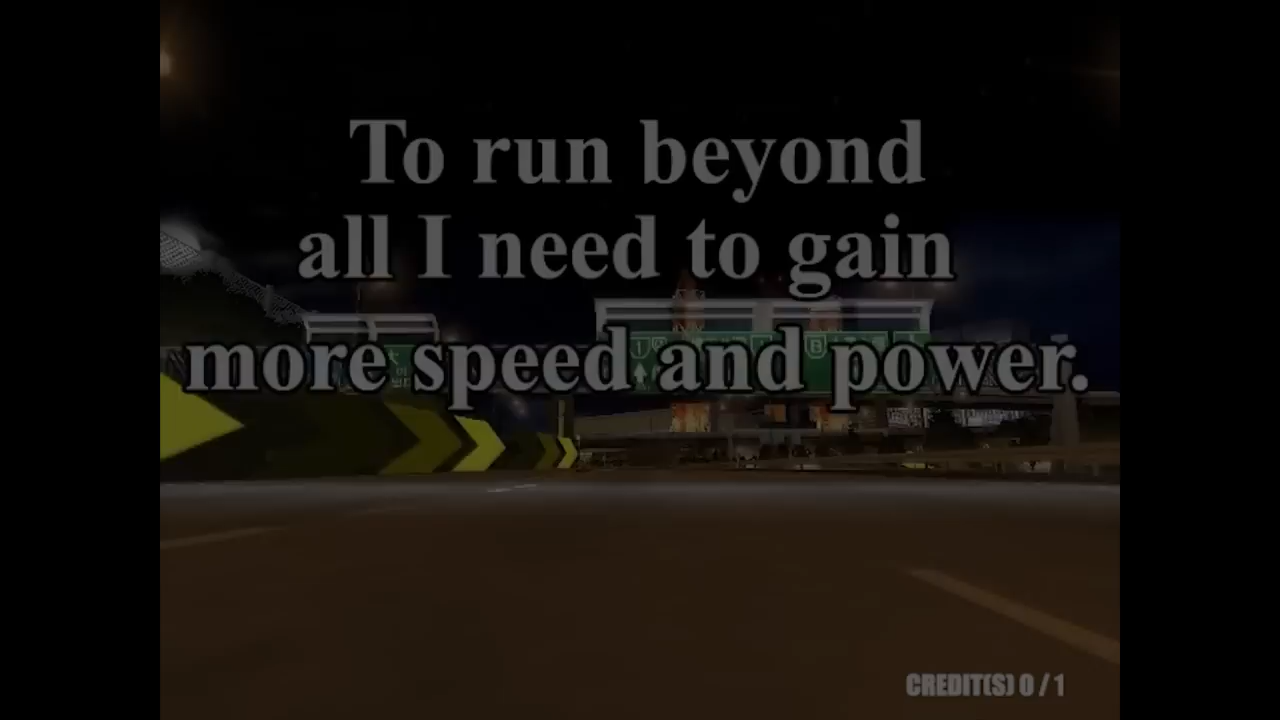 To run beyond
all I need to gain
more speed and power.
B
CREDIT(S) 0 / 1